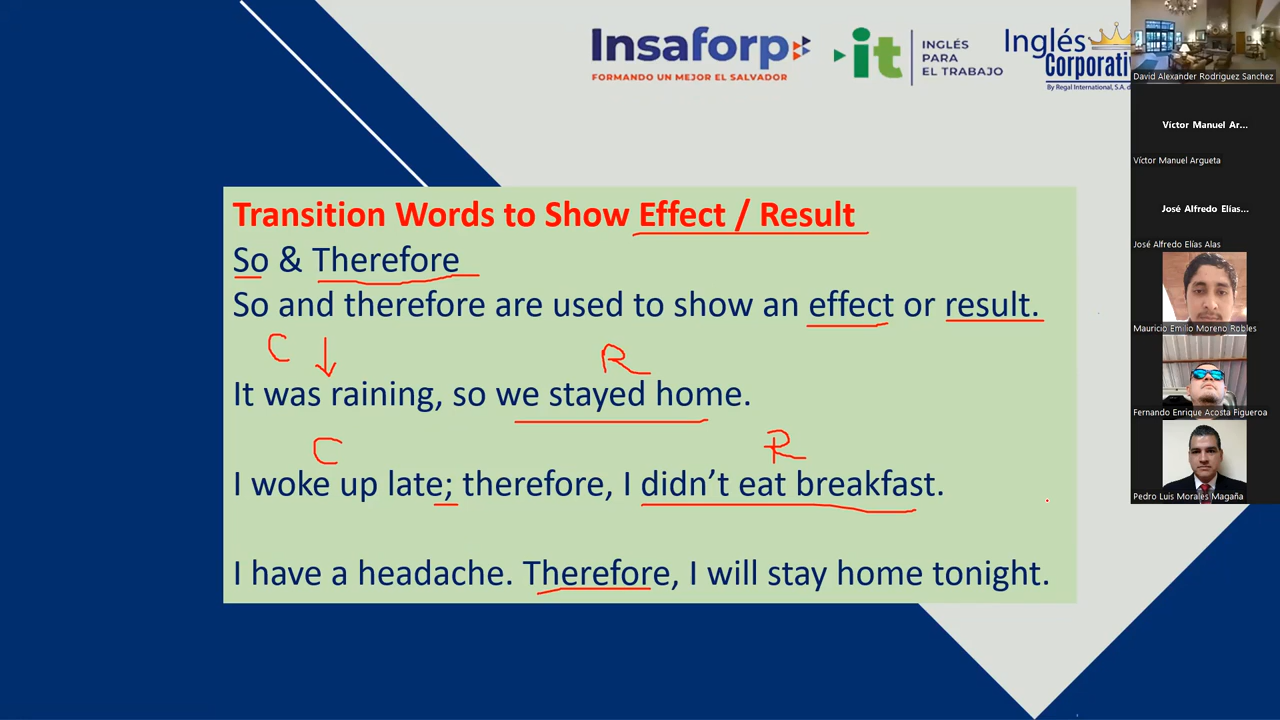 Insaforp
FORMANDO UN MEJOR EL SALVADOR
it
INGLÉS
PARA
EL TRABAJO
Inglés
Corporativ
By Regal International, S.A. d
Transition Words to Show Effect / Result
So & Therefore
So and therefore are used to show an effect or result.
C R
It was raining, so we stayed home.
C R
I woke up late; therefore, I didn't eat breakfast.
I have a headache. Therefore, I will stay home tonight.
David Alexander Rodriguez Sanchez
Víctor Manuel Ar...
Víctor Manuel Argueta
José Alfredo Elías...
José Alfredo Elías Alas
Mauricio Emilio Moreno Robles
Fernando Enrique Acosta Figueroa
Pedro Luis Morales Magaña